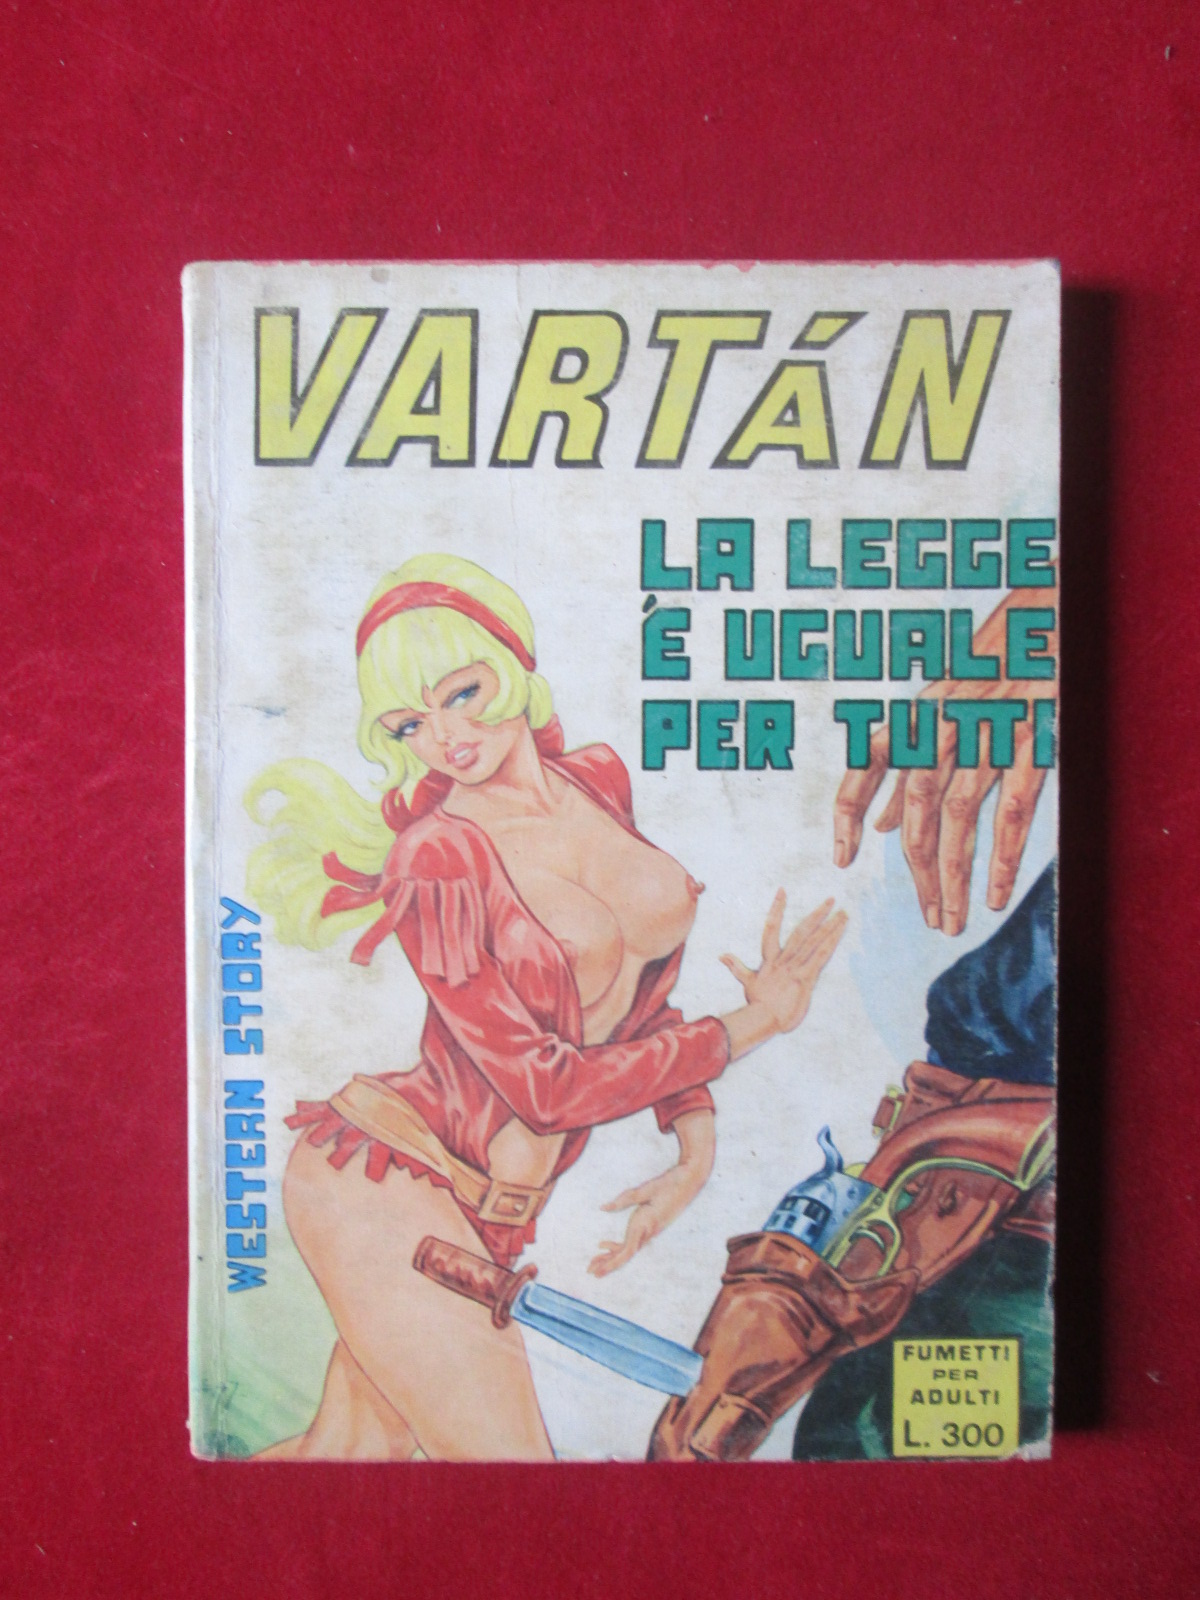 VARTÁN
LA LEGGE
É UGUALE
PER TUTTI
WESTERN STORY
FUMETTI
PER
ADULTI
L. 300